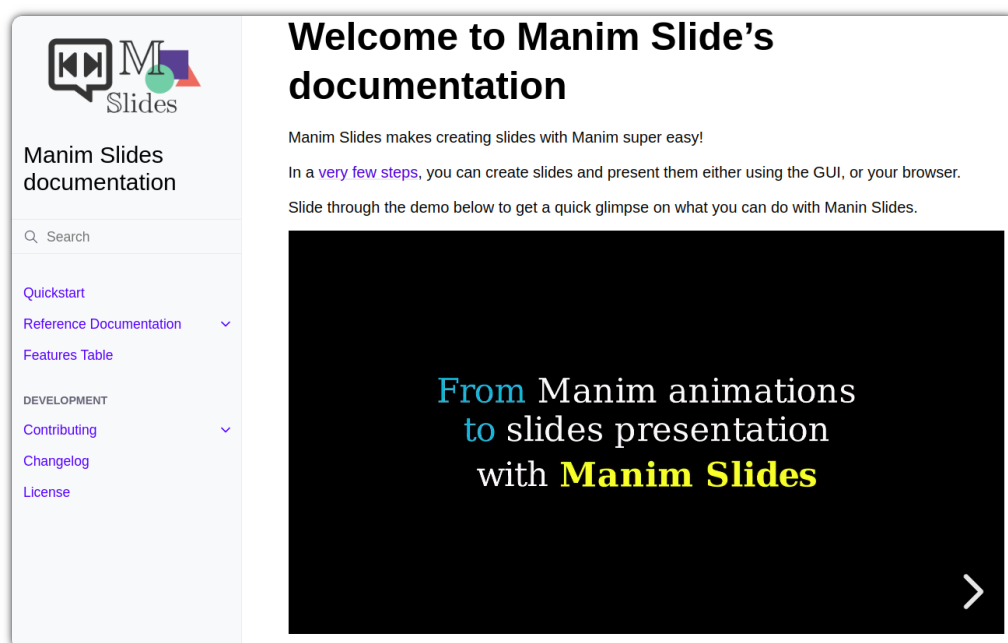 M
Slides
Manim Slides
documentation
Search
Quickstart
Reference Documentation
Features Table
DEVELOPMENT
Contributing
Changelog
License
Welcome to Manim Slide’s
documentation
Manim Slides makes creating slides with Manim super easy!
In a very few steps, you can create slides and present them either using the GUI, or your browser.
Slide through the demo below to get a quick glimpse on what you can do with Manin Slides.
From Manim animations
to slides presentation
with Manim Slides